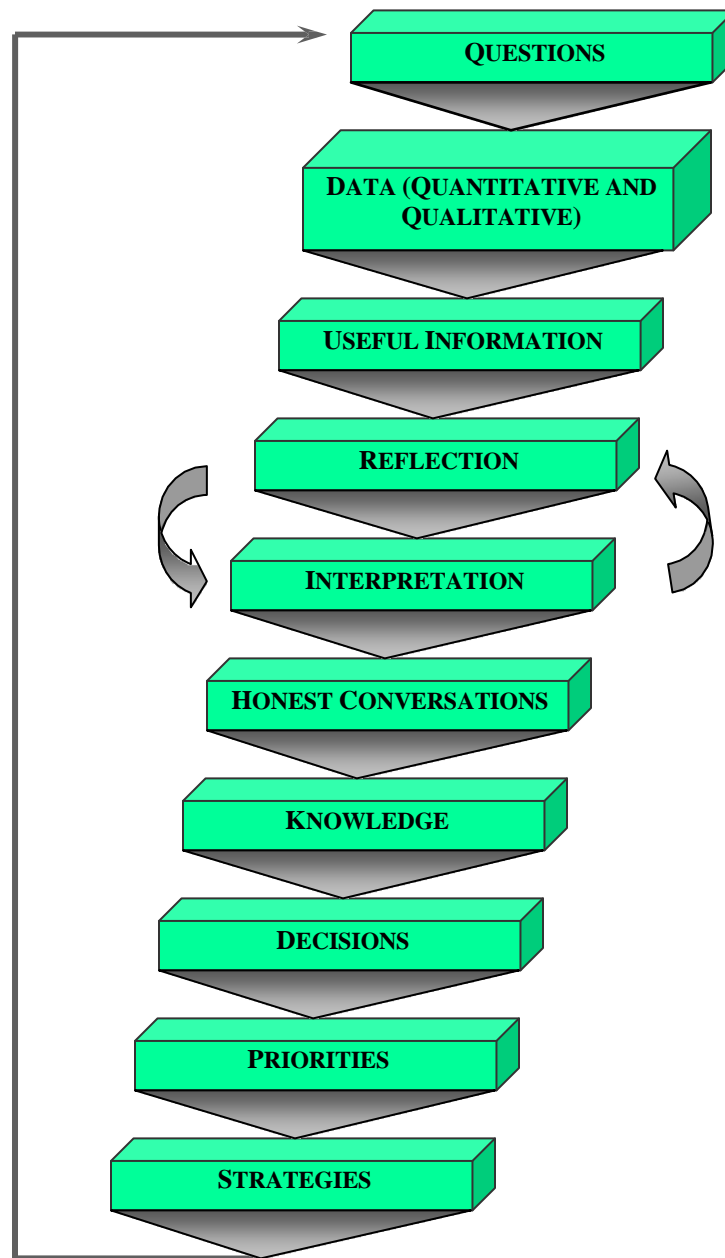 QUESTIONS
DATA (QUANTITATIVE AND
QUALITATIVE)
USEFUL INFORMATION
REFLECTION
INTERPRETATION
HONEST CONVERSATIONS
KNOWLEDGE
DECISIONS
PRIORITIES
STRATEGIES